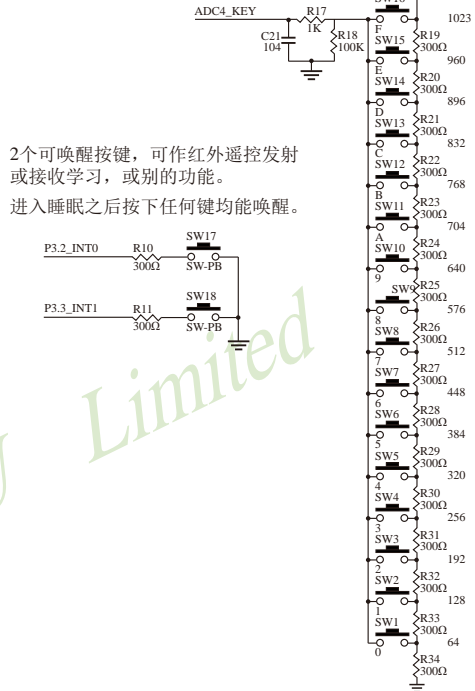 SW16
1023
ADC4_KEY
R17
1K
C21
104
R18
100K
F
SW15
R19
300Ω
960
E
SW14
R20
300Ω
896
D
SW13
R21
300Ω
832
C
SW12
R22
300Ω
768
B
SW11
R23
300Ω
704
A
SW10
R24
300Ω
640
9
SW9
R25
300Ω
576
8
SW8
R26
300Ω
512
7
SW7
R27
300Ω
448
6
SW6
R28
300Ω
384
5
SW5
R29
300Ω
320
4
SW4
R30
300Ω
256
3
SW3
R31
300Ω
192
2
SW2
R32
300Ω
128
1
SW1
R33
300Ω
64
0
R34
300Ω
2个可唤醒按键，可作红外遥控发射
或接收学习，或别的功能。
进入睡眠之后按下任何键均能唤醒。
P3.2_INT0
R10
300Ω
SW17
SW-PB
P3.3_INT1
R11
300Ω
SW18
SW-PB
Limited